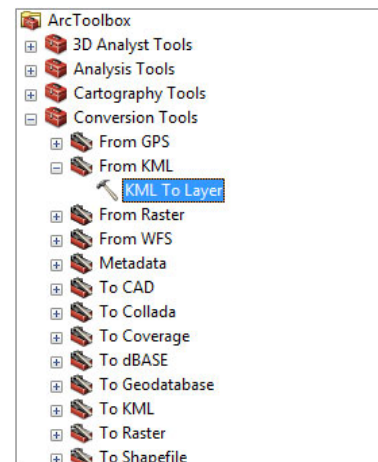 ArcToolbox
3D Analyst Tools
Analysis Tools
Cartography Tools
Conversion Tools
From GPS
From KML
KML To Layer
From Raster
From WFS
Metadata
To CAD
To Collada
To Coverage
To dBASE
To Geodatabase
To KML
To Raster
To Shapefile